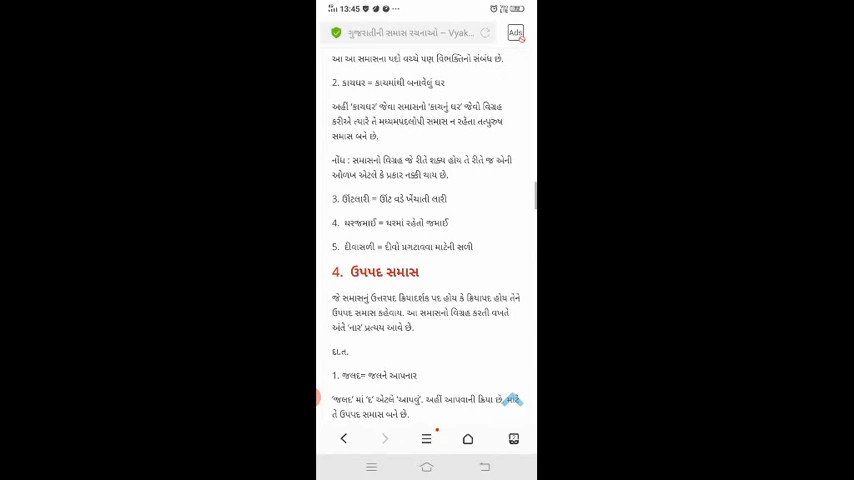 13:45
ગુજરાતીની સમાસ રચનાઓ – Vyak...
Ads
આ આ સમાસના પદો વચ્ચે પણ વિભક્તિનો સંબંધ છે.
2. કાચઘર = કાચમાંથી બનાવેલું ઘર
અહીં 'કાચઘર' જેવા સમાસનો 'કાચનું ઘર' જેવો વિગ્રહ
કરીએ ત્યારે તે મધ્યમપદલોપી સમાસ ન રહેતા તત્પુરુષ
સમાસ બને છે.
નોંધ : સમાસનો વિગ્રહ જે રીતે શક્ય હોય તે રીતે જ એની
ઓળખ એટલે કે પ્રકાર નક્કી થાય છે.
3. ઊંટલારી = ઊંટ વડે ખેંચાતી લારી
4. ઘરજમાઈ = ઘરમાં રહેતો જમાઈ
5. દીવાસળી = દીવો પ્રગટાવવા માટેની સળી
4. ઉપપદ સમાસ
જે સમાસનું ઉત્તરપદ ક્રિયાદર્શક પદ હોય કે ક્રિયાપદ હોય તેને
ઉપપદ સમાસ કહેવાય. આ સમાસનો વિગ્રહ કરતી વખતે
અંતે 'નાર' પ્રત્યય આવે છે.
દા.ત.
1. જલદ= જલને આપનાર
'જલદ' માં 'દ' એટલે 'આપવું'. અહીં આપવાની ક્રિયા છે, માટે
તે ઉપપદ સમાસ બને છે.